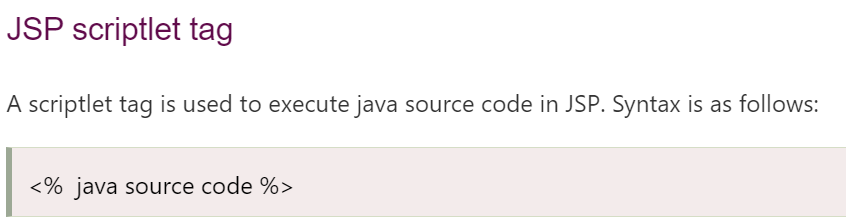 JSP scriptlet tag
A scriptlet tag is used to execute java source code in JSP. Syntax is as follows:
<%  java source code %>